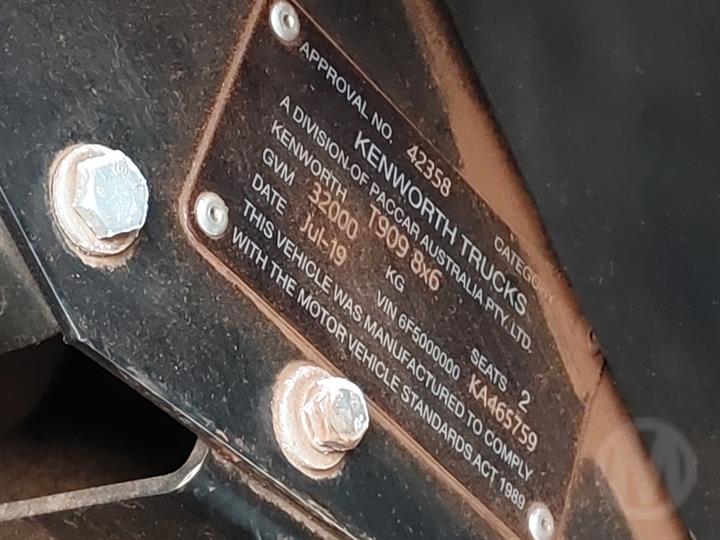 APPROVAL NO. 42358 CATEGORY
KENWORTH TRUCKS
A DIVISION OF PACCAR AUSTRALIA PTY. LTD.
KENWORTH T909 8x6
GVM 32000 KG SEATS 2
DATE Jul-19 VIN 6F5000000 KA465759
THIS VEHICLE WAS MANUFACTURED TO COMPLY
WITH THE MOTOR VEHICLE STANDARDS ACT 1989
M